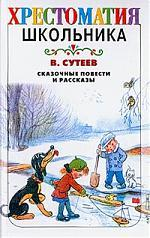 ХРЕСТОМАТИЯ
ШКОЛЬНИКА
В. СУТЕЕВ
СКАЗОЧНЫЕ ПОВЕСТИ
И РАССКАЗЫ